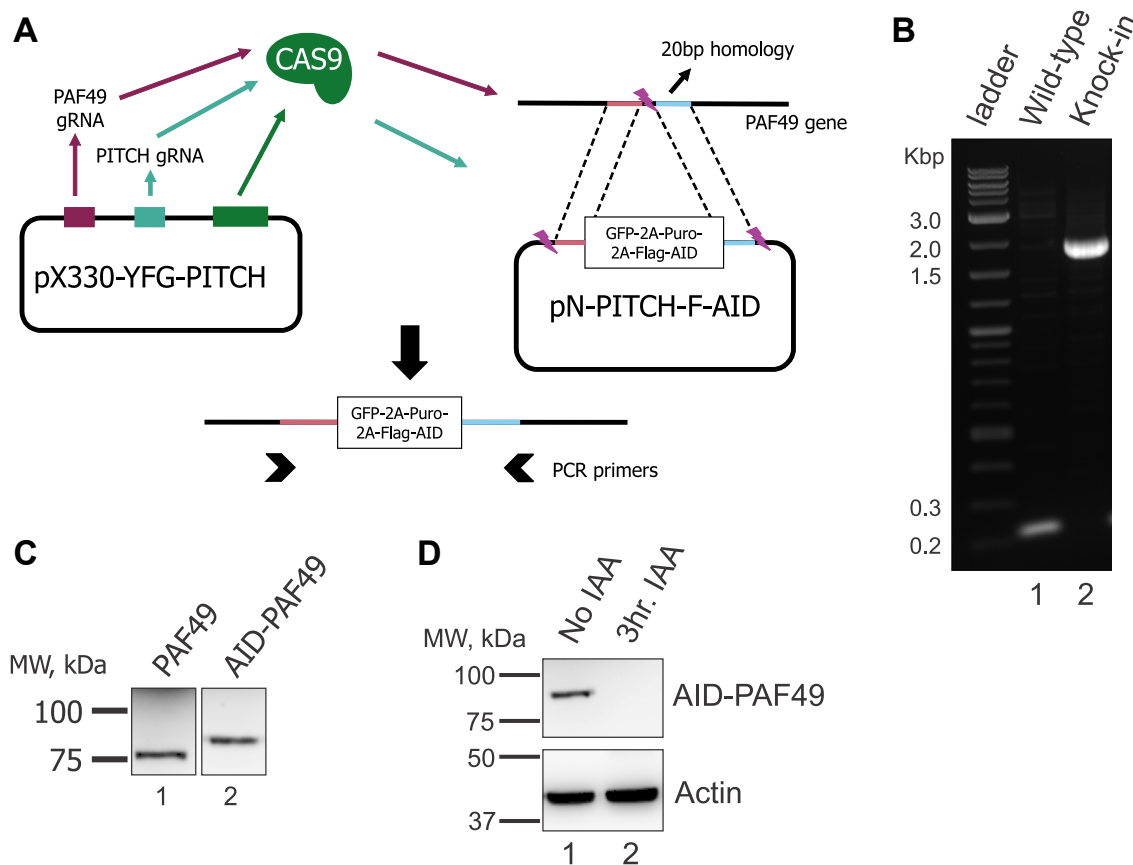 A
CAS9
PAF49
gRNA
PITCH gRNA
pX330-YFG-PITCH
20bp homology
PAF49 gene
GFP-2A-Puro-
2A-Flag-AID
pN-PITCH-F-AID
GFP-2A-Puro-
2A-Flag-AID
PCR primers
B
ladder
Wild-type
Knock-in
Kbp
3.0
2.0
1.5
0.3
0.2
1 2
C
PAF49
AID-PAF49
MW, kDa
100
75
1 2
D
No IAA
3hr. IAA
MW, kDa
100
75
AID-PAF49
50
37
Actin
1 2